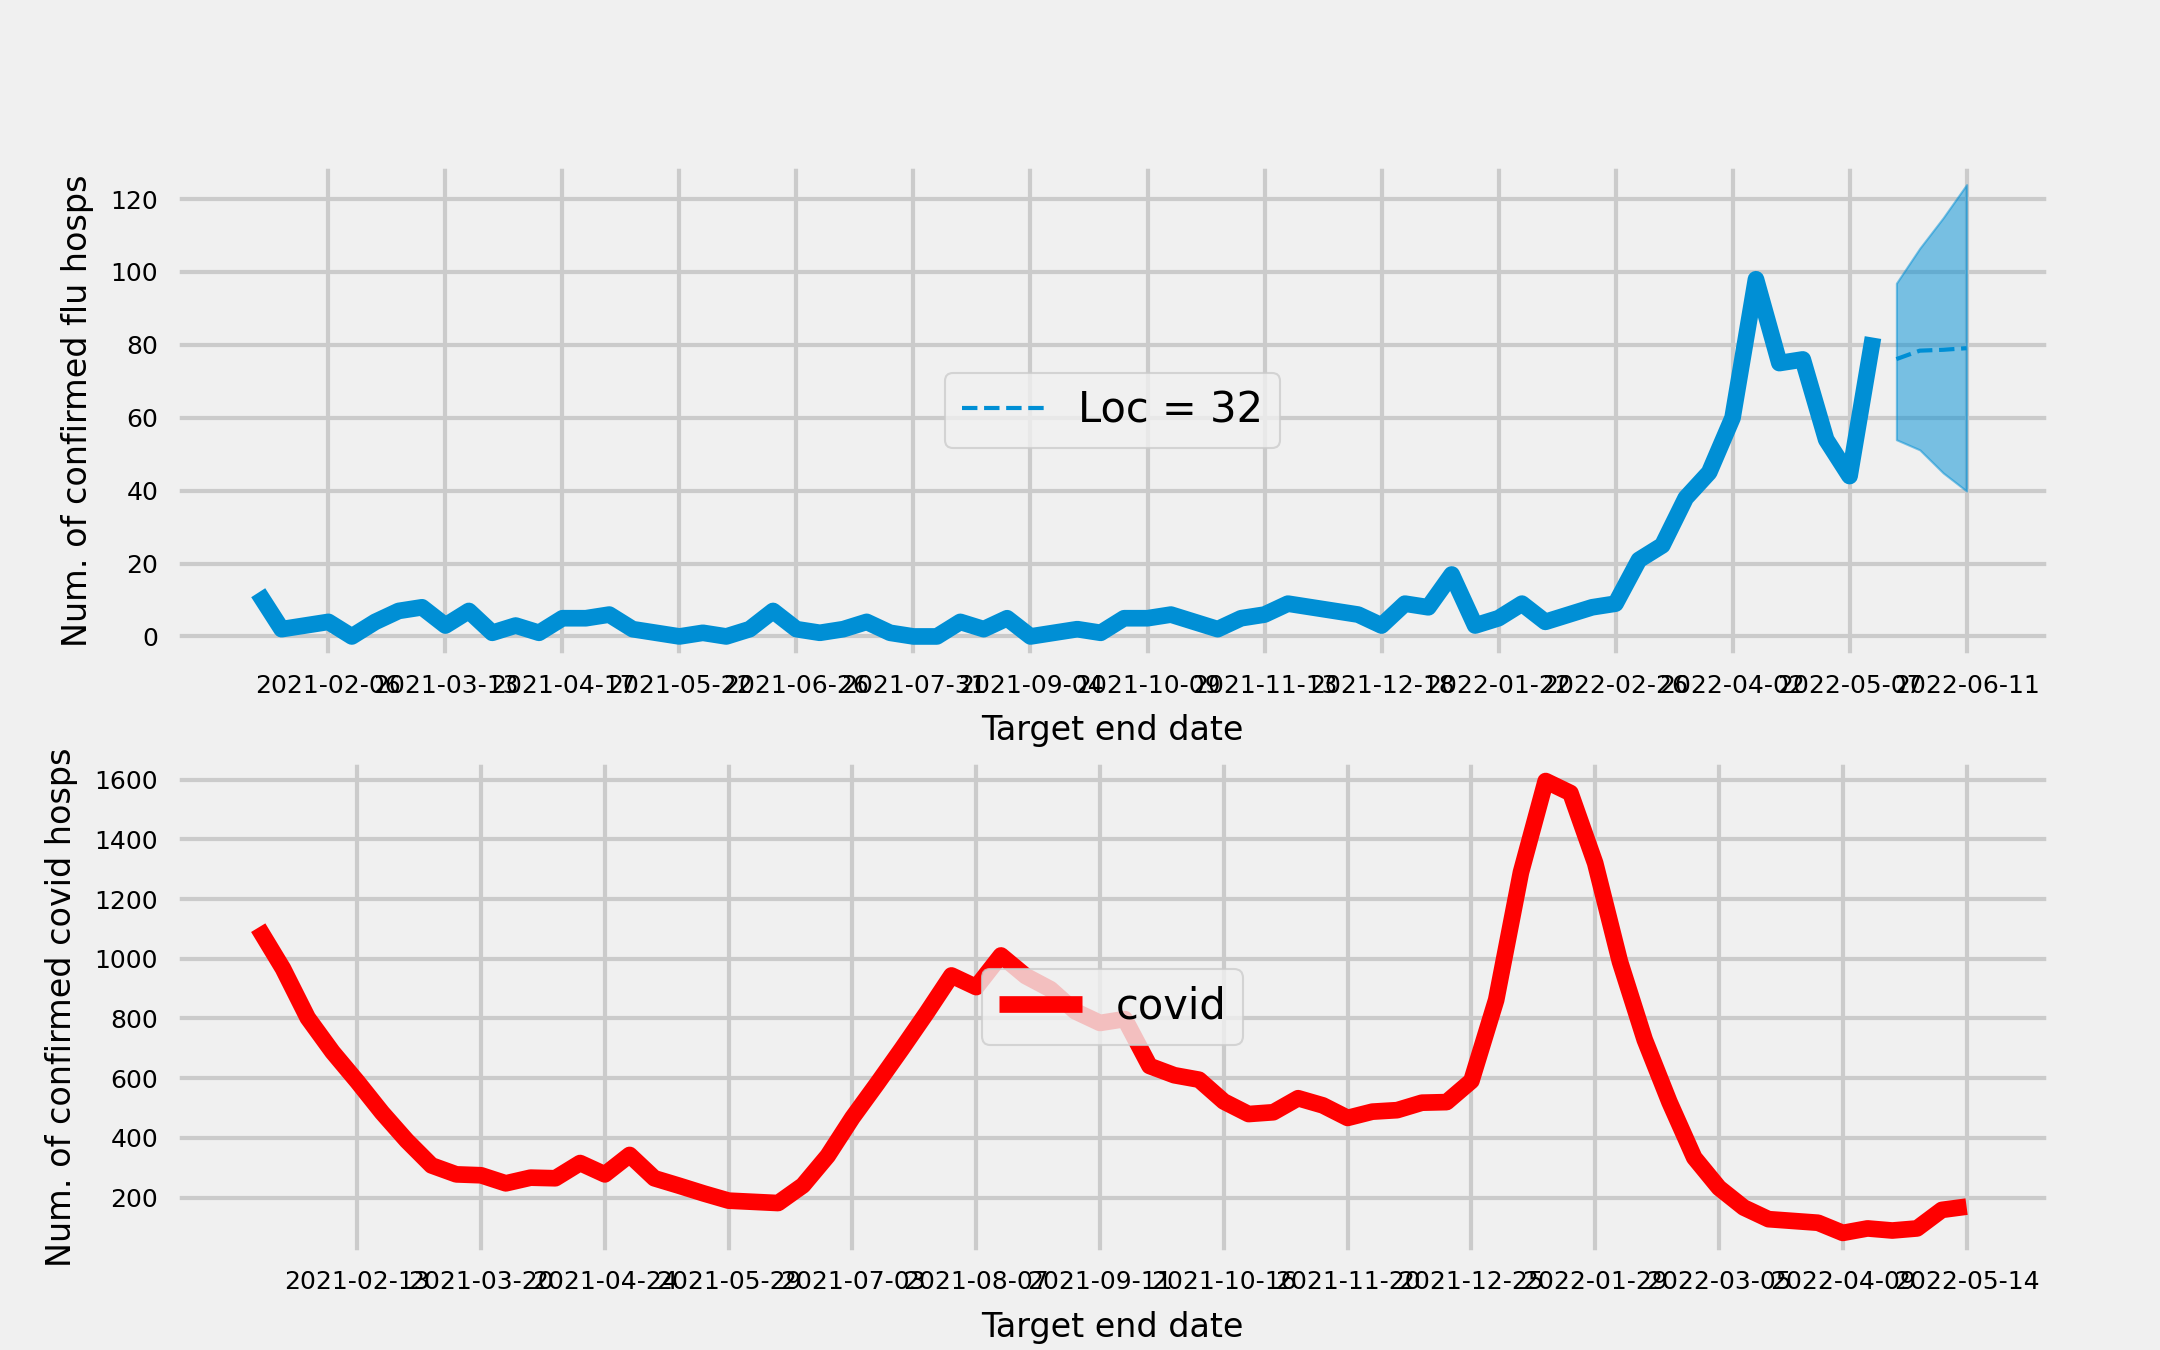 Num. of confirmed flu hosps
120
100
80
60
40
20
0
Loc = 32
2021-02-06 2021-03-13 2021-04-17 2021-05-22 2021-06-26 2021-07-31 2021-09-04 2021-10-09 2021-11-13 2021-12-18 2022-01-22 2022-02-26 2022-04-02 2022-05-07 2022-06-11
Target end date
Num. of confirmed covid hosps
1600
1400
1200
1000
800
600
400
200
covid
2021-02-13 2021-03-20 2021-04-24 2021-05-29 2021-07-03 2021-08-07 2021-09-11 2021-10-16 2021-11-20 2021-12-25 2022-01-29 2022-03-05 2022-04-09 2022-05-14
Target end date